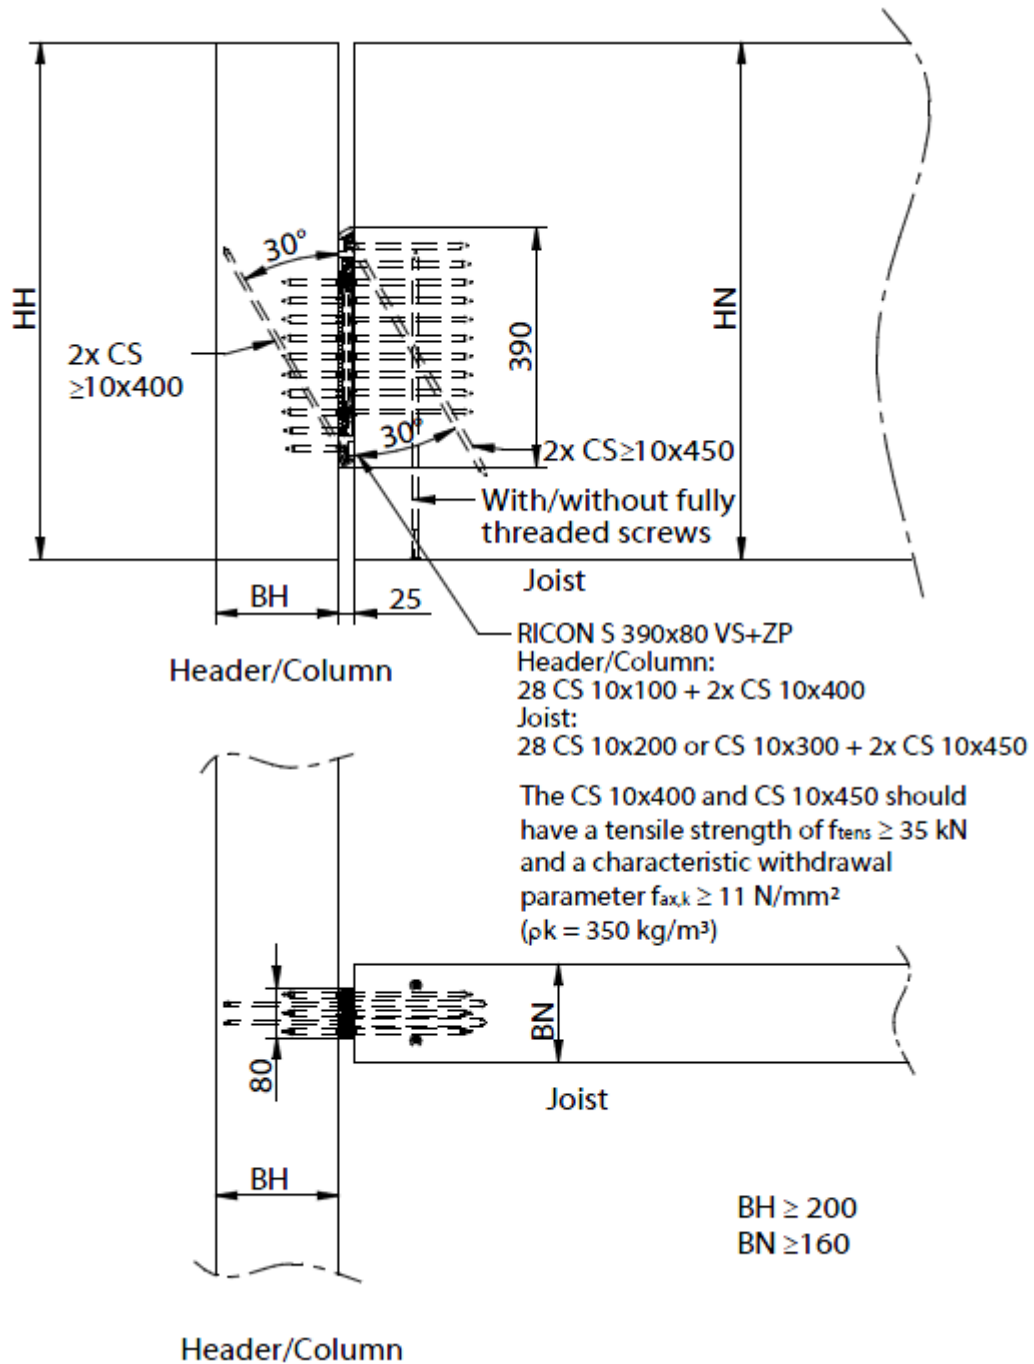 HH
30°
2x CS
≥10x400
390
HN
30°
2x CS≥10x450
With/without fully
threaded screws
Joist
BH
25
Header/Column
RICON S 390x80 VS+ZP
Header/Column:
28 CS 10x100 + 2x CS 10x400
Joist:
28 CS 10x200 or CS 10x300 + 2x CS 10x450
The CS 10x400 and CS 10x450 should
have a tensile strength of ftens ≥ 35 kN
and a characteristic withdrawal
parameter fax,k ≥ 11 N/mm²
(ρk = 350 kg/m³)
80
BN
Joist
BH
BH ≥ 200
BN ≥160
Header/Column